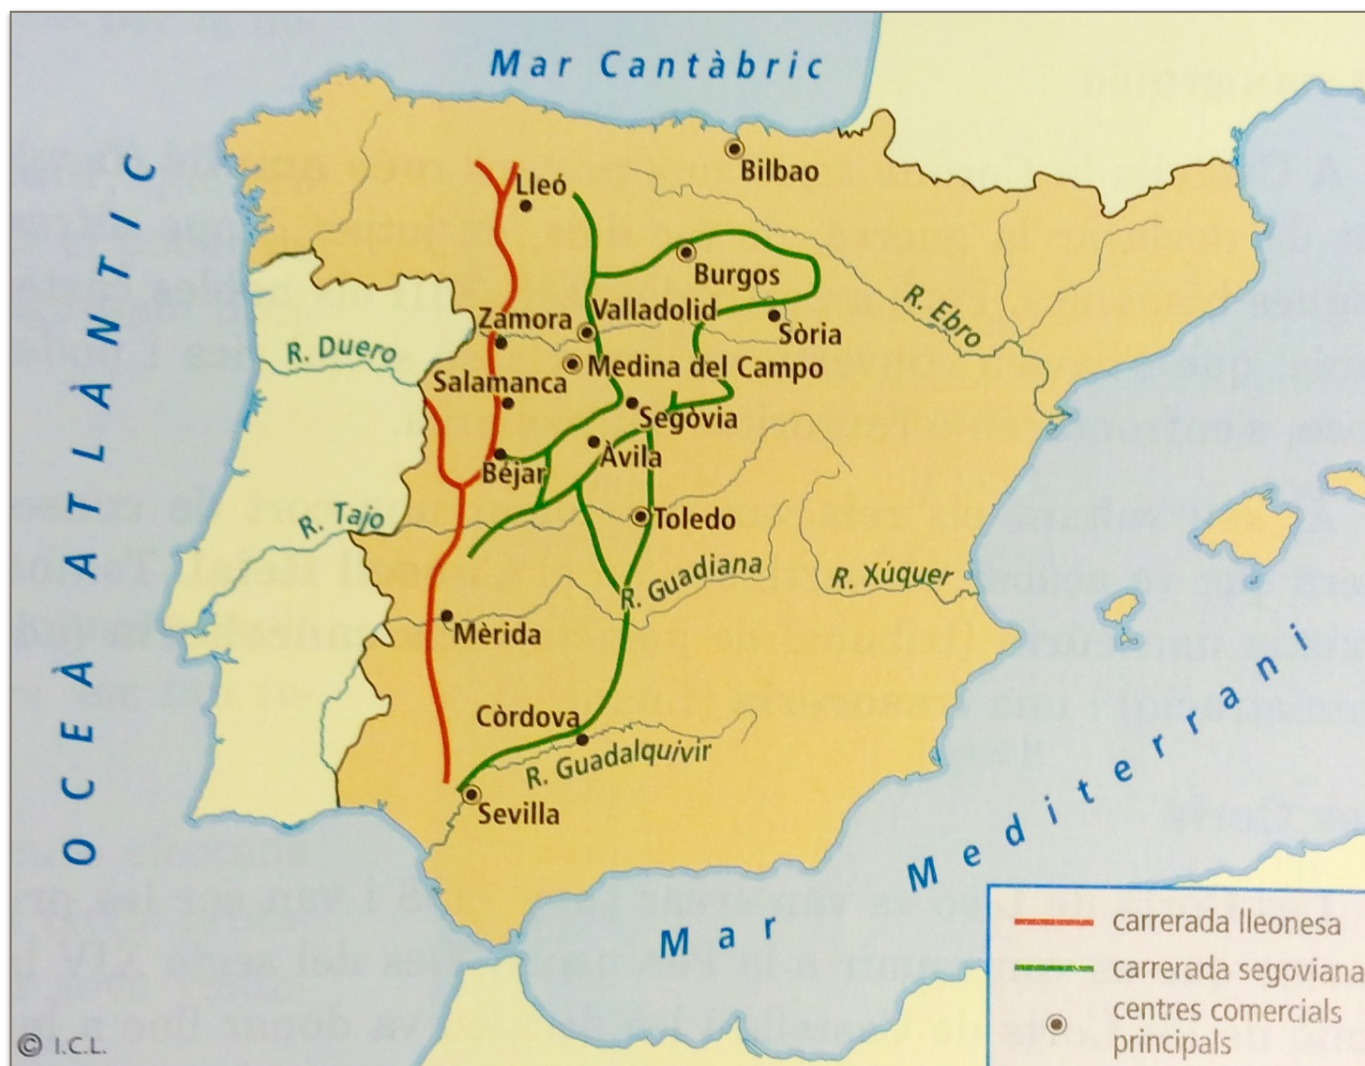 Mar Cantàbric
OCEÀ ATLÀNTIC
Bilbao
Lleó
Burgos
R. Ebro
Zamora
Valladolid
Sòria
R. Duero
Medina del Campo
Salamanca
Segòvia
Àvila
Béjar
R. Tajo
Toledo
R. Guadiana
R. Xúquer
Mèrida
Còrdova
R. Guadalquivir
Sevilla
Mar Mediterrani
carrerada lleonesa
carrerada segoviana
centres comercials
principals
© I.C.L.